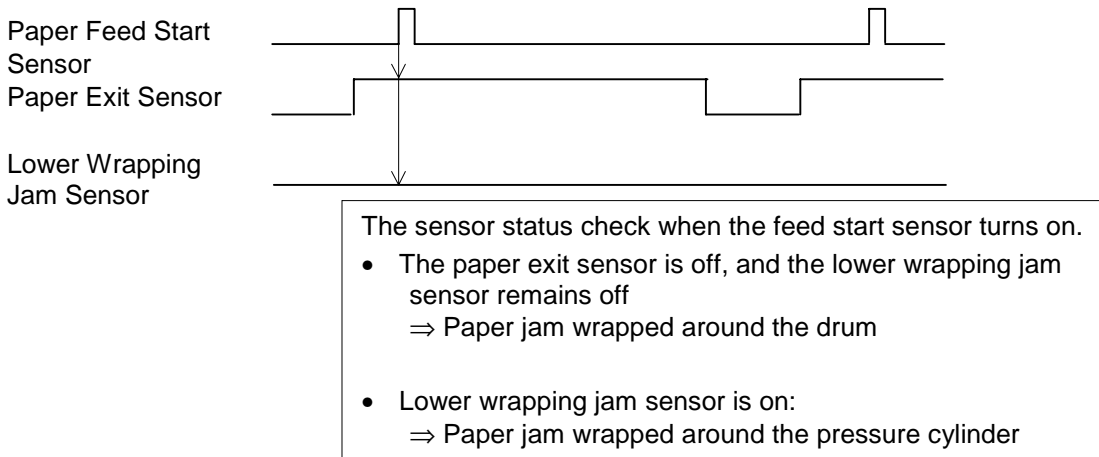 Paper Feed Start
Sensor
Paper Exit Sensor
Lower Wrapping
Jam Sensor
The sensor status check when the feed start sensor turns on.
• The paper exit sensor is off, and the lower wrapping jam
sensor remains off
⇒ Paper jam wrapped around the drum
• Lower wrapping jam sensor is on:
⇒ Paper jam wrapped around the pressure cylinder